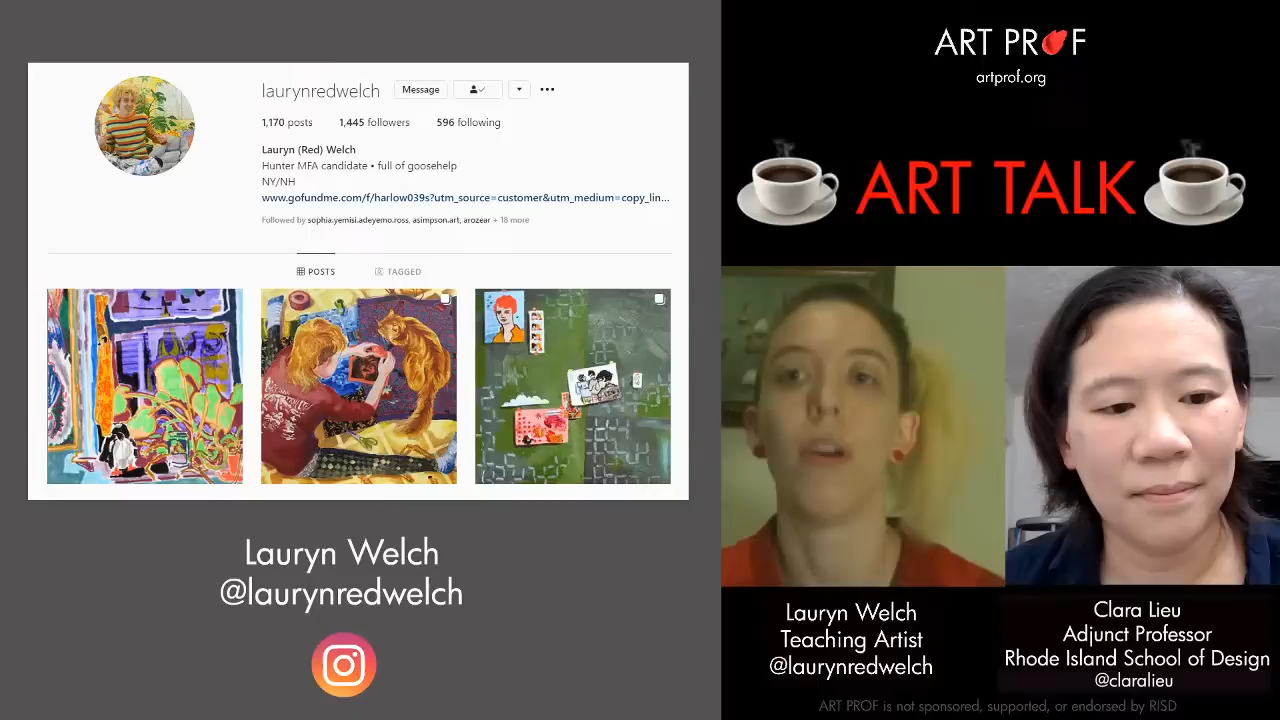 laurynredwelch Message
1,170 posts 1,445 followers 596 following
Lauryn (Red) Welch
Hunter MFA candidate • full of goosehelp
NY/NH
www.gofundme.com/f/harlow039s?utm_source=customer&utm_medium=copy_lin...
Followed by sophia.yemisi.adeyemo.ross, asimpson.art, arozear + 18 more
POSTS TAGGED
Lauryn Welch
@laurynredwelch
ART PR F
artprof.org
ART TALK
Lauryn Welch
Teaching Artist
@laurynredwelch
Clara Lieu
Adjunct Professor
Rhode Island School of Design
@claralieu
ART PROF is not sponsored, supported, or endorsed by RISD